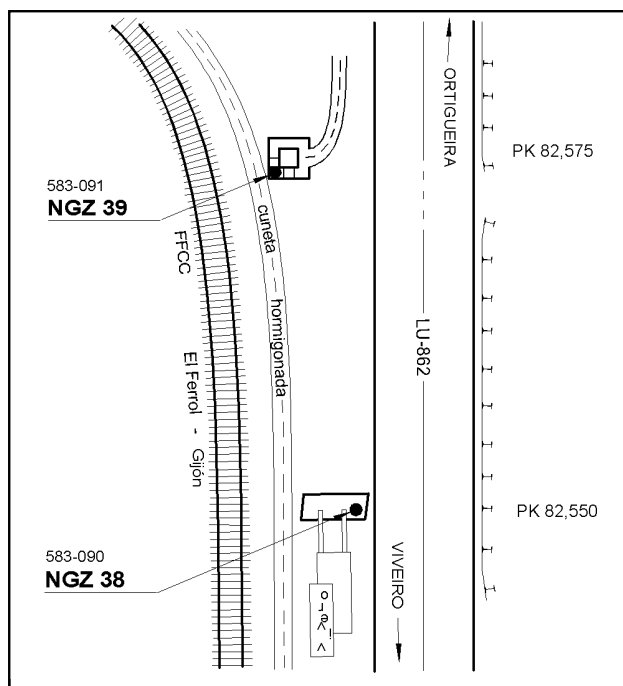 ORTIGUEIRA
PK 82,575
583-091
NGZ 39
cuneta
hormigonada
FFCC
El Ferrol - Gijón
LU-862
PK 82,550
583-090
NGZ 38
VIVEIRO